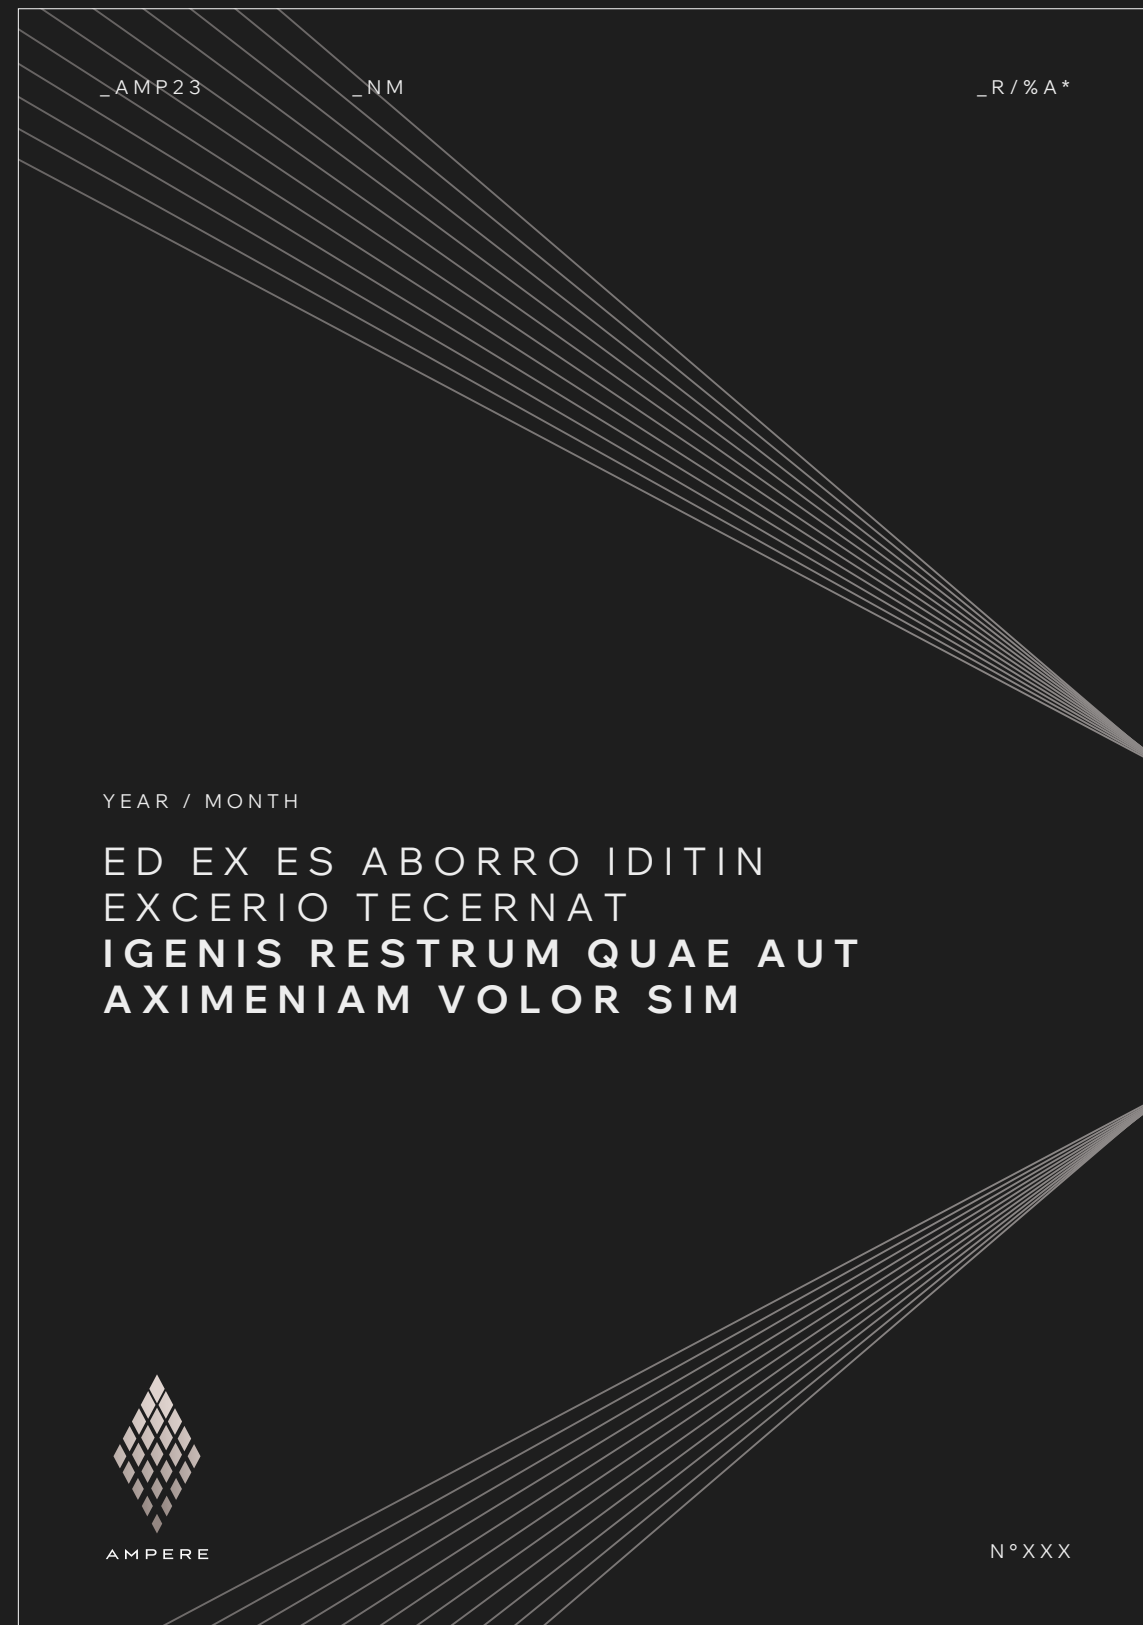 _AMP23 _NM _R/%A*
YEAR / MONTH
ED EX ES ABORRO IDITIN
EXCERIO TECERNAT
IGENIS RESTRUM QUAE AUT
AXIMENIAM VOLOR SIM
AMPERE
N°XXX